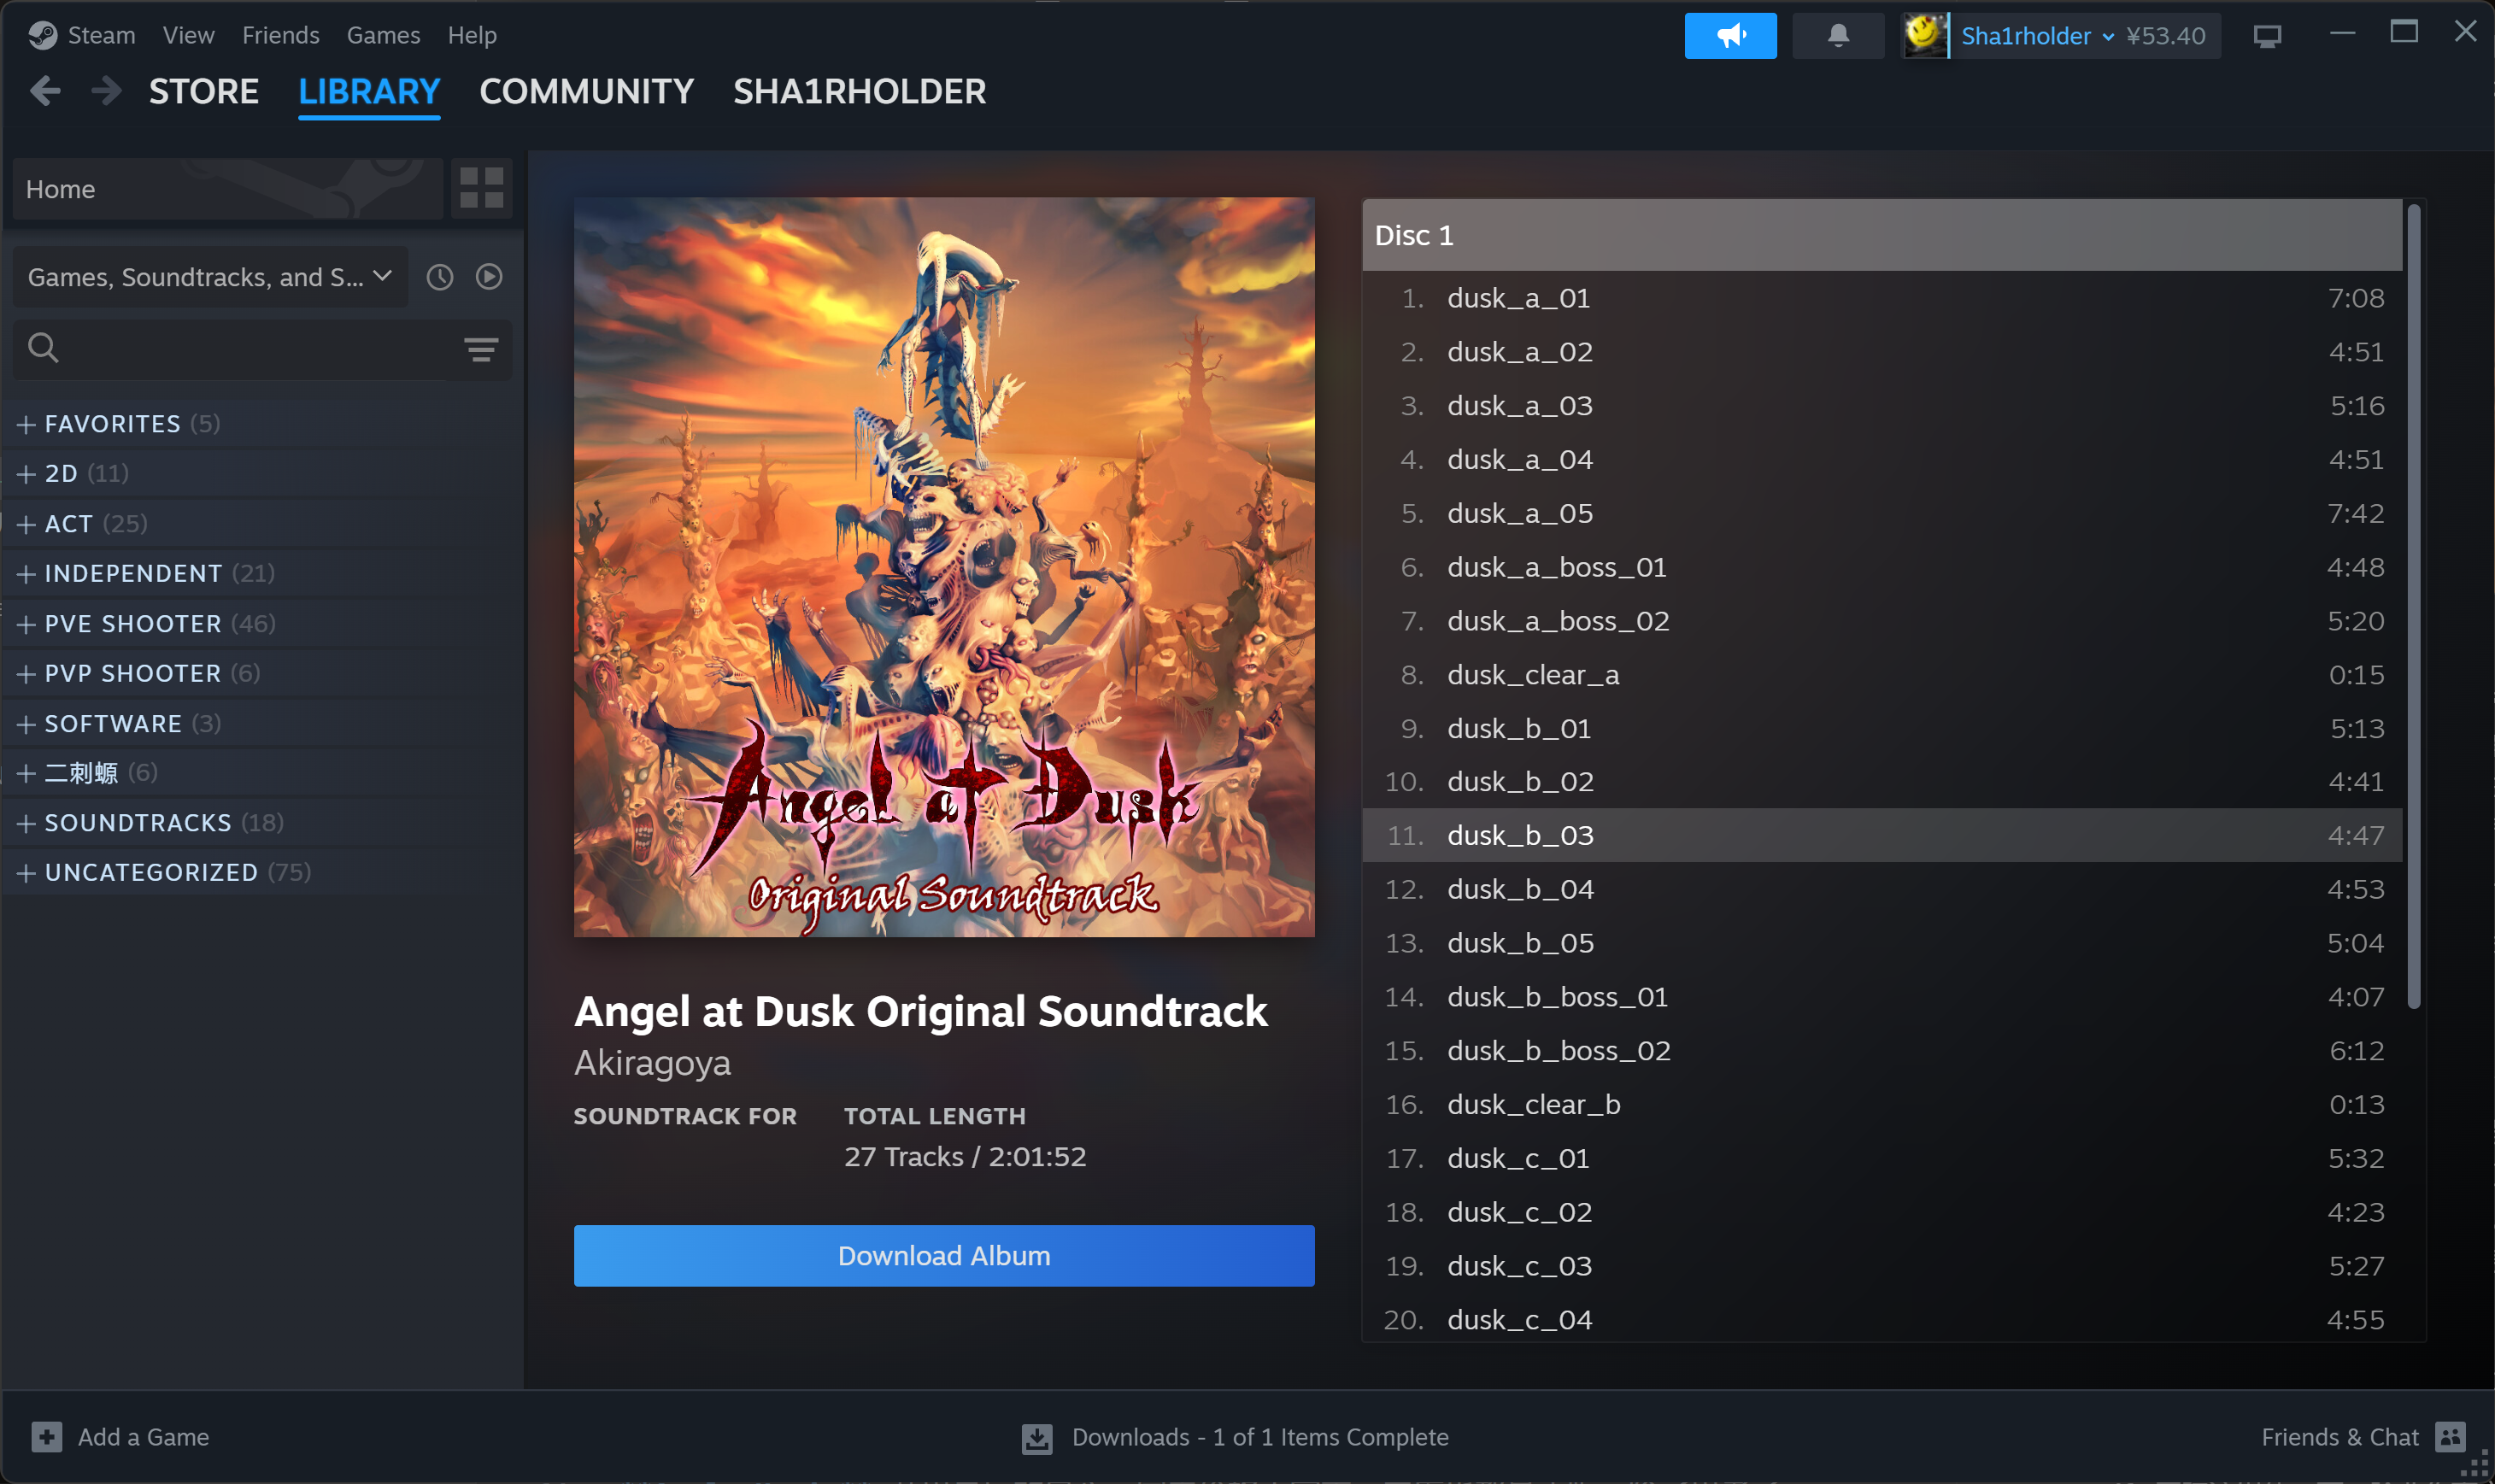 Steam View Friends Games Help
Sha1rholder ¥53.40
STORE LIBRARY COMMUNITY SHA1RHOLDER
Home
Games, Soundtracks, and S...
+ FAVORITES (5)
+ 2D (11)
+ ACT (25)
+ INDEPENDENT (21)
+ PVE SHOOTER (46)
+ PVP SHOOTER (6)
+ SOFTWARE (3)
+ 二刺螈 (6)
+ SOUNDTRACKS (18)
+ UNCATEGORIZED (75)
Angel at Dusk
Original Soundtrack
Angel at Dusk Original Soundtrack
Akiragoya
SOUNDTRACK FOR
TOTAL LENGTH
27 Tracks / 2:01:52
Download Album
Disc 1
1. dusk_a_01 7:08
2. dusk_a_02 4:51
3. dusk_a_03 5:16
4. dusk_a_04 4:51
5. dusk_a_05 7:42
6. dusk_a_boss_01 4:48
7. dusk_a_boss_02 5:20
8. dusk_clear_a 0:15
9. dusk_b_01 5:13
10. dusk_b_02 4:41
11. dusk_b_03 4:47
12. dusk_b_04 4:53
13. dusk_b_05 5:04
14. dusk_b_boss_01 4:07
15. dusk_b_boss_02 6:12
16. dusk_clear_b 0:13
17. dusk_c_01 5:32
18. dusk_c_02 4:23
19. dusk_c_03 5:27
20. dusk_c_04 4:55
Add a Game
Downloads - 1 of 1 Items Complete
Friends & Chat